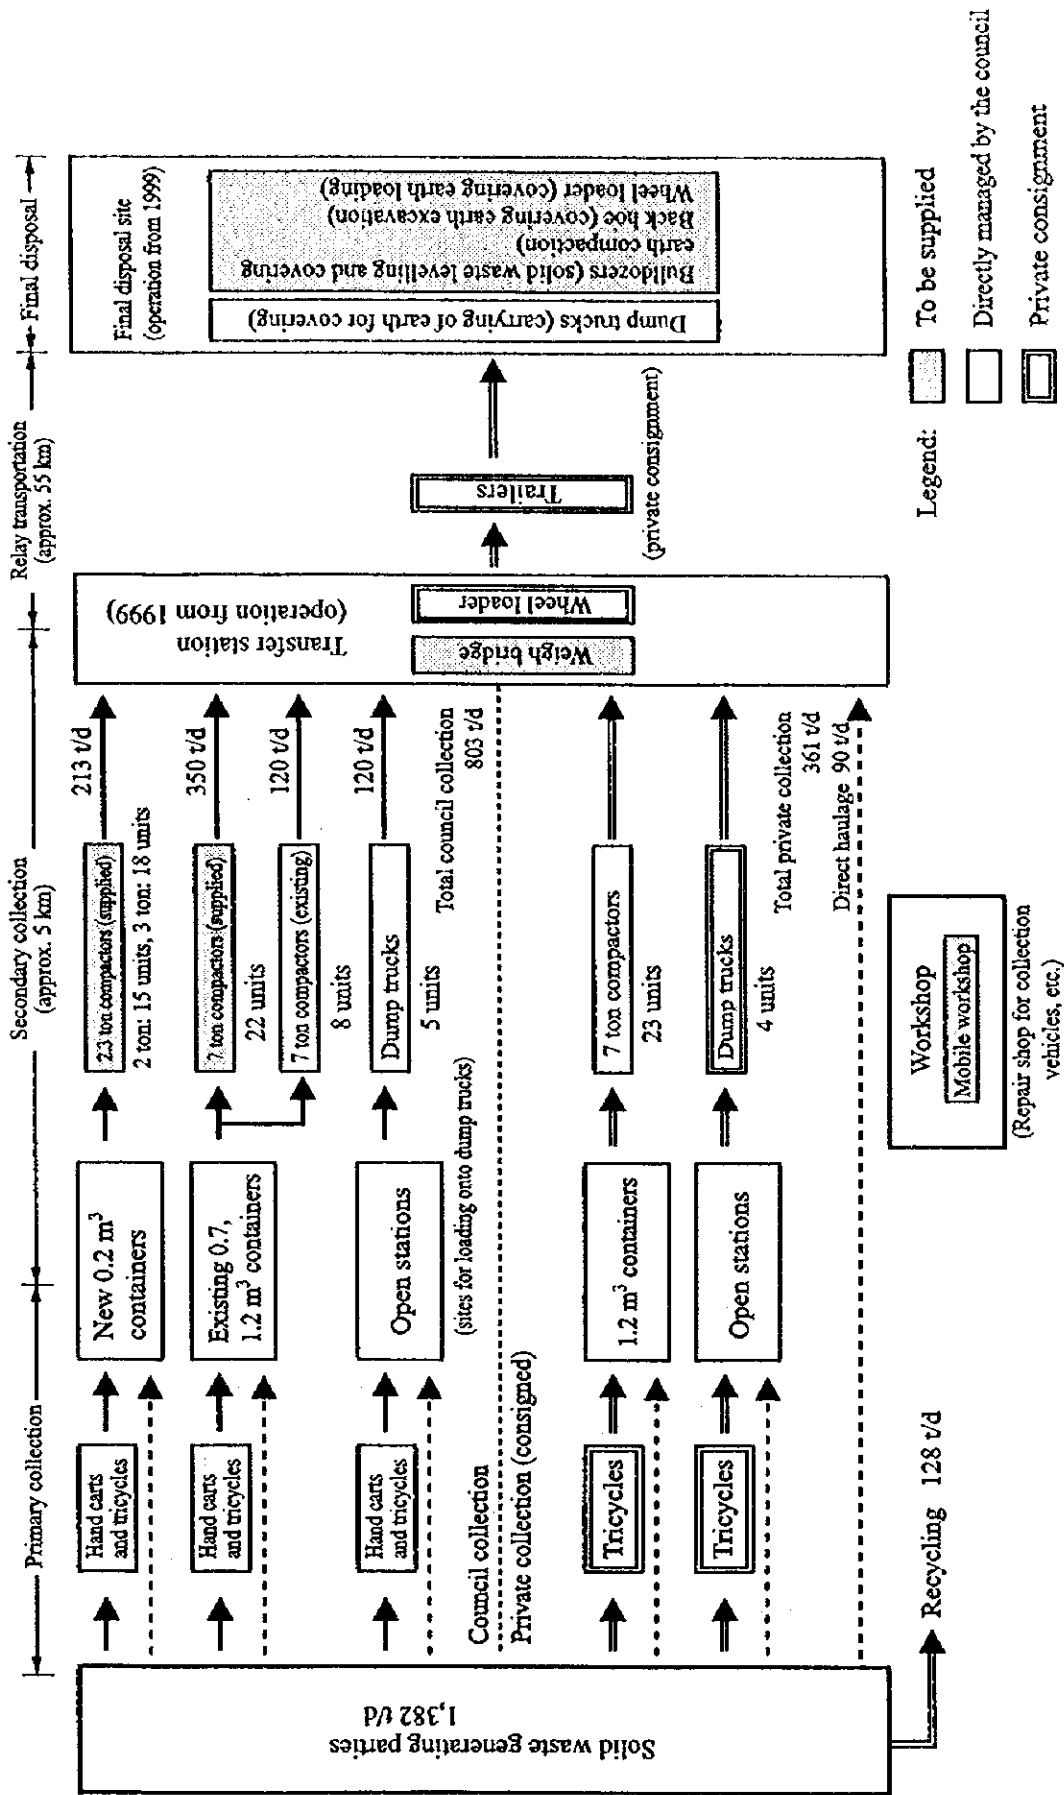 Primary collection
Secondary collection
(approx. 5 km)
Relay transportation
(approx. 55 km)
Final disposal
Solid waste generating parties
1,382 t/d
Hand carts
and tricycles
New 0.2 m³
containers
2.3 ton compactors (supplied)
2 ton: 15 units, 3 ton: 18 units
213 t/d
Hand carts
and tricycles
Existing 0.7,
1.2 m³ containers
7 ton compactors (supplied)
22 units
350 t/d
7 ton compactors (existing)
8 units
120 t/d
Hand carts
and tricycles
Open stations
(sites for loading onto dump trucks)
Dump trucks
5 units
120 t/d
Total council collection
803 t/d
Council collection
Private collection (consigned)
Tricycles
1.2 m³ containers
7 ton compactors
23 units
Tricycles
Open stations
Dump trucks
4 units
Total private collection
361 t/d
Direct haulage 90 t/d
Transfer station
(operation from 1999)
Weigh bridge
Wheel loader
Trailers
(private consignment)
Final disposal site
(operation from 1999)
Dump trucks (carrying of earth for covering)
Bulldozers (solid waste levelling and covering
earth compaction)
Back hoe (covering earth excavation)
Wheel loader (covering earth loading)
Recycling 128 t/d
Workshop
Mobile workshop
(Repair shop for collection
vehicles, etc.)
Legend:
To be supplied
Directly managed by the council
Private consignment